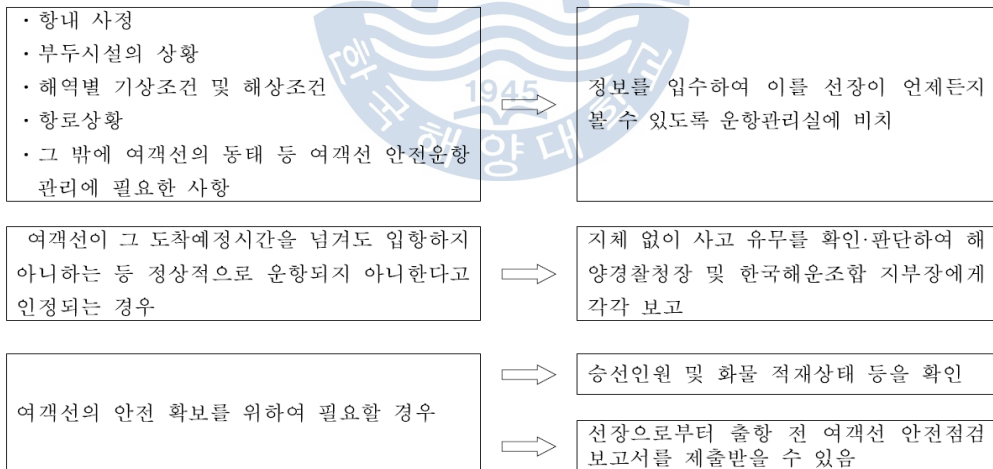 · 항내 사정
· 부두시설의 상황
· 해역별 기상조건 및 해상조건
· 항로상황
· 그 밖에 여객선의 동태 등 여객선 안전운항
관리에 필요한 사항
정보를 입수하여 이를 선장이 언제든지
볼 수 있도록 운항관리실에 비치
1945
한국해양대학교
여객선이 그 도착예정시간을 넘겨도 입항하지
아니하는 등 정상적으로 운항되지 아니한다고
인정되는 경우
지체 없이 사고 유무를 확인·판단하여 해
양경찰청장 및 한국해운조합 지부장에게
각각 보고
여객선의 안전 확보를 위하여 필요할 경우
승선인원 및 화물 적재상태 등을 확인
선장으로부터 출항 전 여객선 안전점검
보고서를 제출받을 수 있음